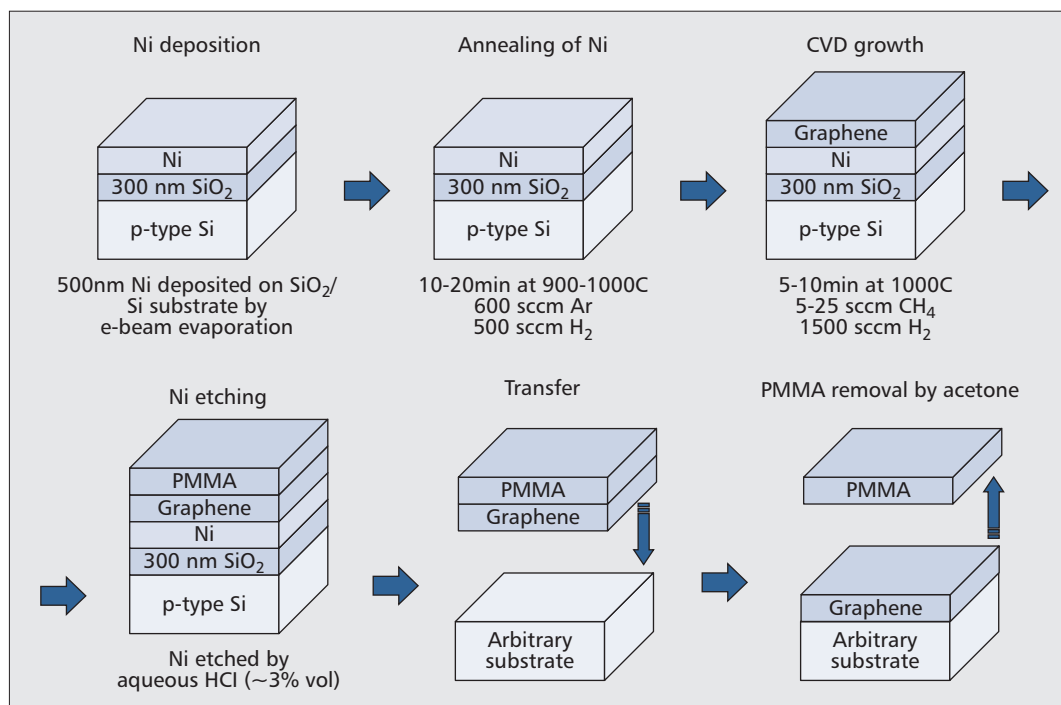 Ni deposition
Ni
300 nm SiO₂
p-type Si
500nm Ni deposited on SiO₂/
Si substrate by
e-beam evaporation
Annealing of Ni
Ni
300 nm SiO₂
p-type Si
10-20min at 900-1000C
600 sccm Ar
500 sccm H₂
CVD growth
Graphene
Ni
300 nm SiO₂
p-type Si
5-10min at 1000C
5-25 sccm CH₄
1500 sccm H₂
Ni etching
PMMA
Graphene
Ni
300 nm SiO₂
p-type Si
Ni etched by
aqueous HCI (~3% vol)
Transfer
PMMA
Graphene
Arbitrary
substrate
PMMA removal by acetone
PMMA
Graphene
Arbitrary
substrate